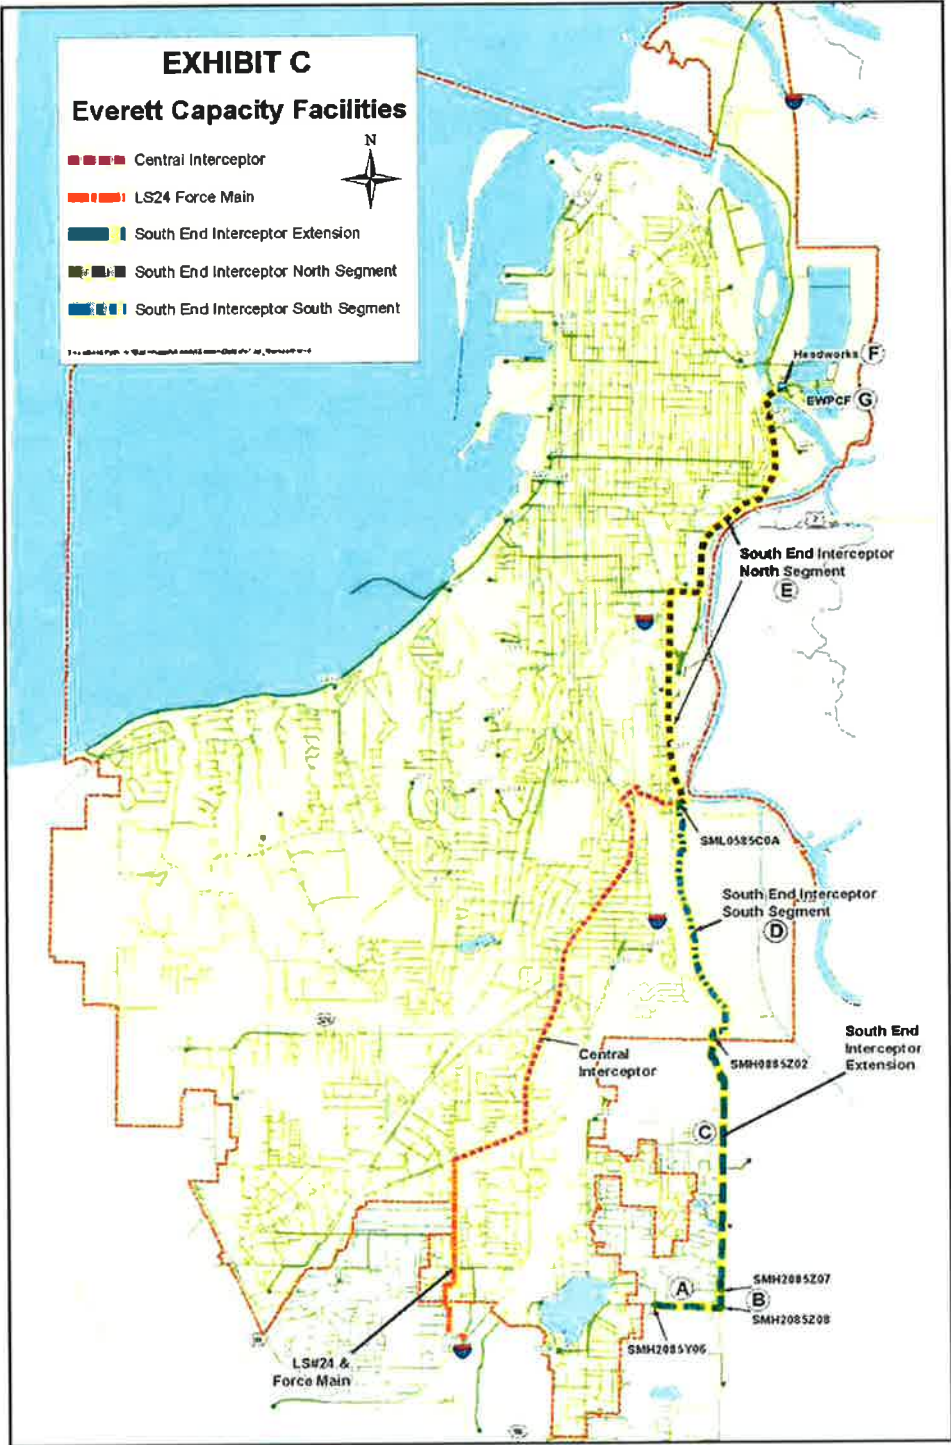 EXHIBIT C
Everett Capacity Facilities
N
Central Interceptor
LS24 Force Main
South End Interceptor Extension
South End Interceptor North Segment
South End Interceptor South Segment
Headworks F
EWPCF G
2
South End Interceptor
North Segment
E
SML0585C0A
South End Interceptor
South Segment
D
526
Central
Interceptor
SMH0885Z02
South End
Interceptor
Extension
C
A
SMH2085Z07
B
SMH2085Z08
SMH2085Y06
LS#24 &
Force Main